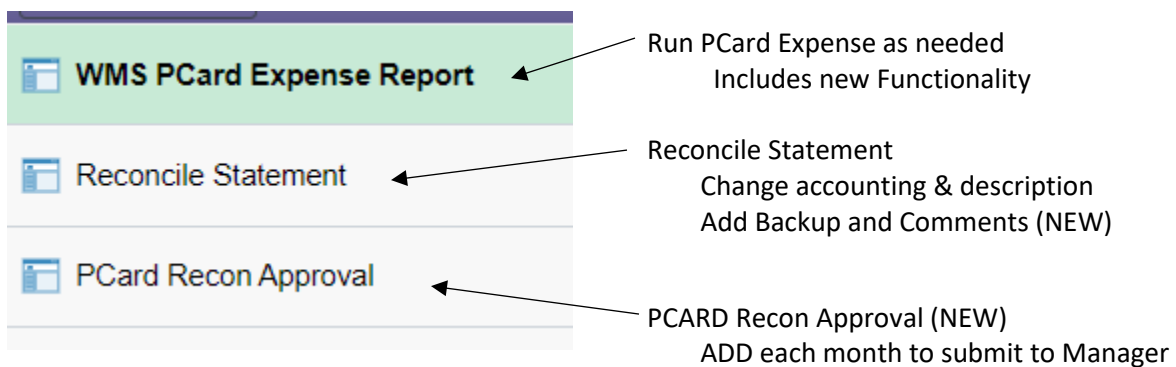 WMS PCard Expense Report
Reconcile Statement
PCard Recon Approval
Run PCard Expense as needed
Includes new Functionality
Reconcile Statement
Change accounting & description
Add Backup and Comments (NEW)
PCARD Recon Approval (NEW)
ADD each month to submit to Manager